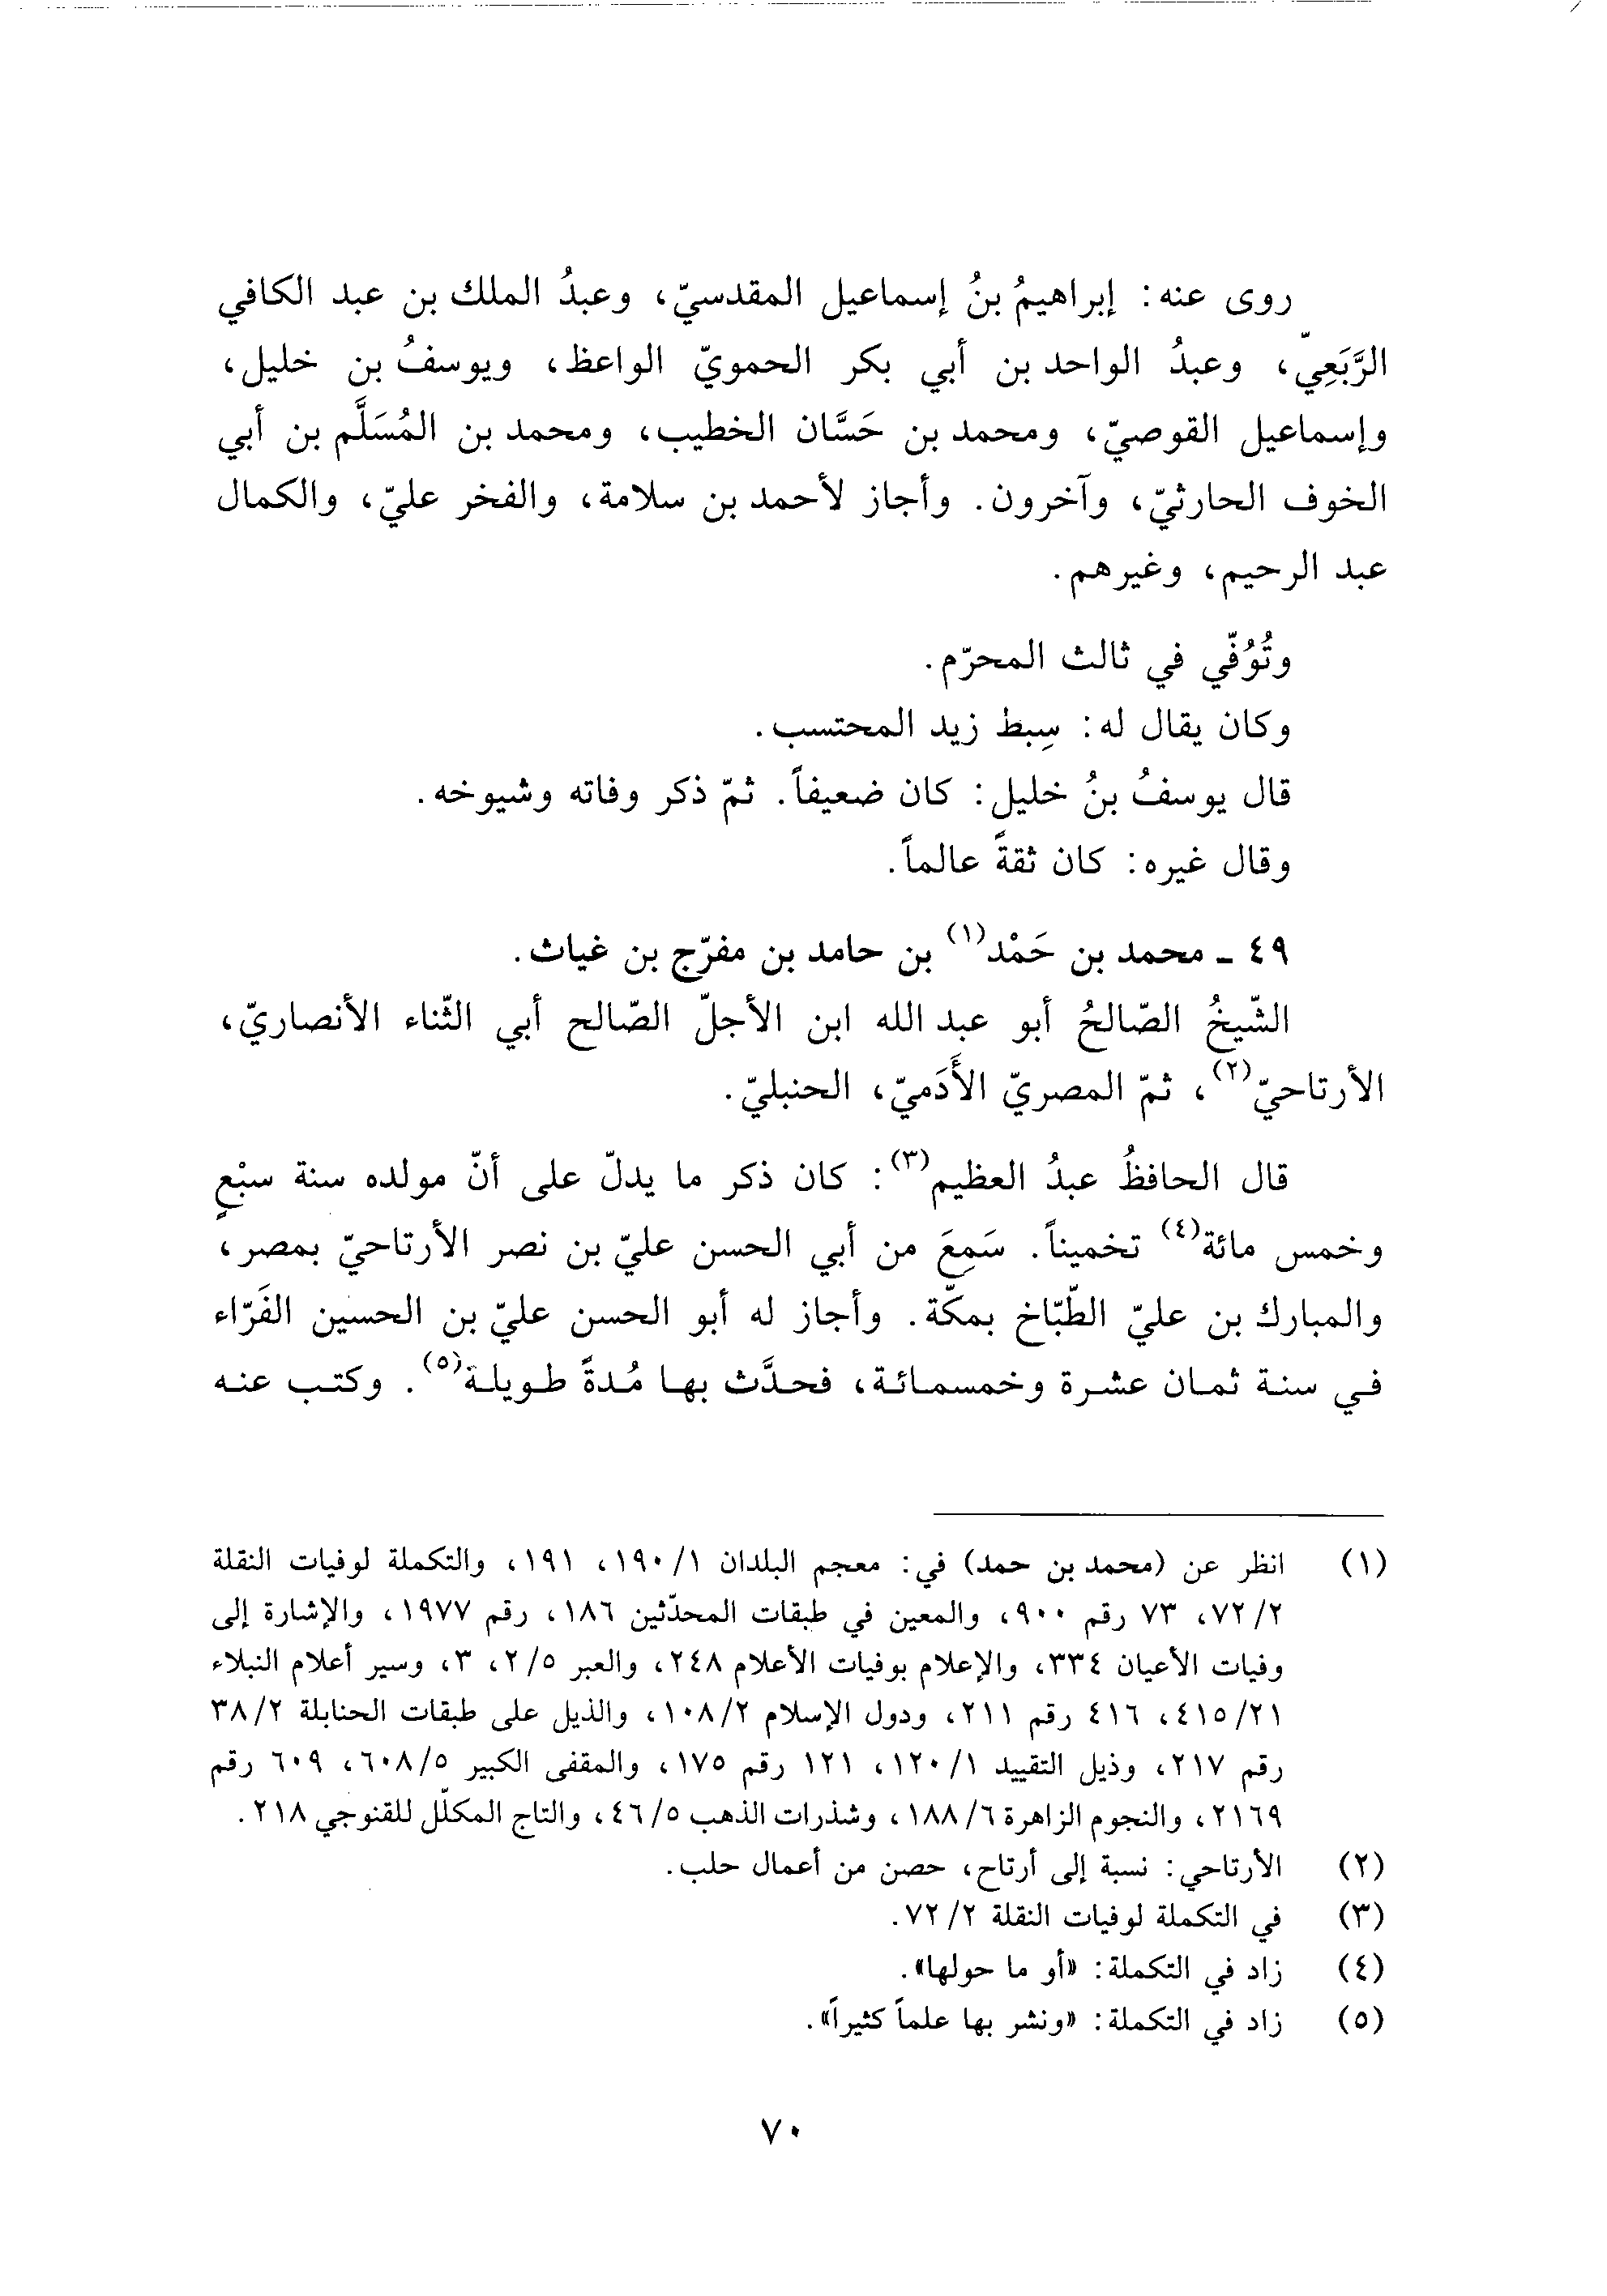 روى عنه: إبراهيمُ بنُ إسماعيل المقدسيّ، وعبدُ الملك بن عبد الكافي
الرَّبَعِيّ، وعبدُ الواحد بن أبي بكر الحمويّ الواعظ، ويوسفُ بن خليل،
وإسماعيل القوصيّ، ومحمد بن حَسَّان الخطيب، ومحمد بن المُسَلَّم بن أبي
الخوف الحارثيّ، وآخرون. وأجاز لأحمد بن سلامة، والفخر عليّ، والكمال
عبد الرحيم، وغيرهم.
وتُوُفّي في ثالث المحرّم.
وكان يقال له: سِبط زيد المحتسب.
قال يوسفُ بنُ خليل: كان ضعيفاً. ثمّ ذكر وفاته وشيوخه.
وقال غيره: كان ثقةً عالماً.
٤٩ ـ محمد بن حَمْد(١) بن حامد بن مفرّج بن غياث.
الشّيخُ الصّالحُ أبو عبد الله ابن الأجلّ الصّالح أبي الثّناء الأنصاريّ،
الأرتاحيّ(٢)، ثمّ المصريّ الأَدَميّ، الحنبليّ.
قال الحافظُ عبدُ العظيم(٣): كان ذكر ما يدلّ على أنّ مولده سنة سبْعٍ
وخمس مائة(٤) تخميناً. سَمِعَ من أبي الحسن عليّ بن نصر الأرتاحيّ بمصر،
والمبارك بن عليّ الطّبّاخ بمكّة. وأجاز له أبو الحسن عليّ بن الحسين الفَرّاء
في سنة ثمان عشرة وخمسمائة، فحدَّث بها مُدةً طويلة(٥). وكتب عنه
(١) انظر عن (محمد بن حمد) في: معجم البلدان ١/ ١٩٠، ١٩١، والتكملة لوفيات النقلة
٢/ ٧٢، ٧٣ رقم ٩٠٠، والمعين في طبقات المحدّثين ١٨٦، رقم ١٩٧٧، والإشارة إلى
وفيات الأعيان ٣٣٤، والإعلام بوفيات الأعلام ٢٤٨، والعبر ٥/ ٢، ٣، وسير أعلام النبلاء
٢١/ ٤١٥، ٤١٦ رقم ٢١١، ودول الإسلام ٢/ ١٠٨، والذيل على طبقات الحنابلة ٢/ ٣٨
رقم ٢١٧، وذيل التقييد ١/ ١٢٠، ١٢١ رقم ١٧٥، والمقفى الكبير ٥/ ٦٠٨، ٦٠٩ رقم
٢١٦٩، والنجوم الزاهرة ٦/ ١٨٨، وشذرات الذهب ٥/ ٤٦، والتاج المكلّل للقنوجي ٢١٨.
(٢) الأرتاحي: نسبة إلى أرتاح، حصن من أعمال حلب.
(٣) في التكملة لوفيات النقلة ٢/ ٧٢.
(٤) زاد في التكملة: «أو ما حولها».
(٥) زاد في التكملة: «ونشر بها علماً كثيراً».
٧٠